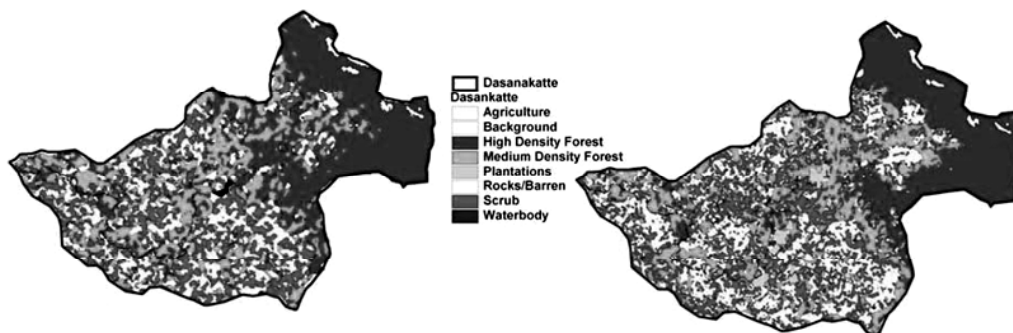 Dasanakatte
Dasankatte
Agriculture
Background
High Density Forest
Medium Density Forest
Plantations
Rocks/Barren
Scrub
Waterbody